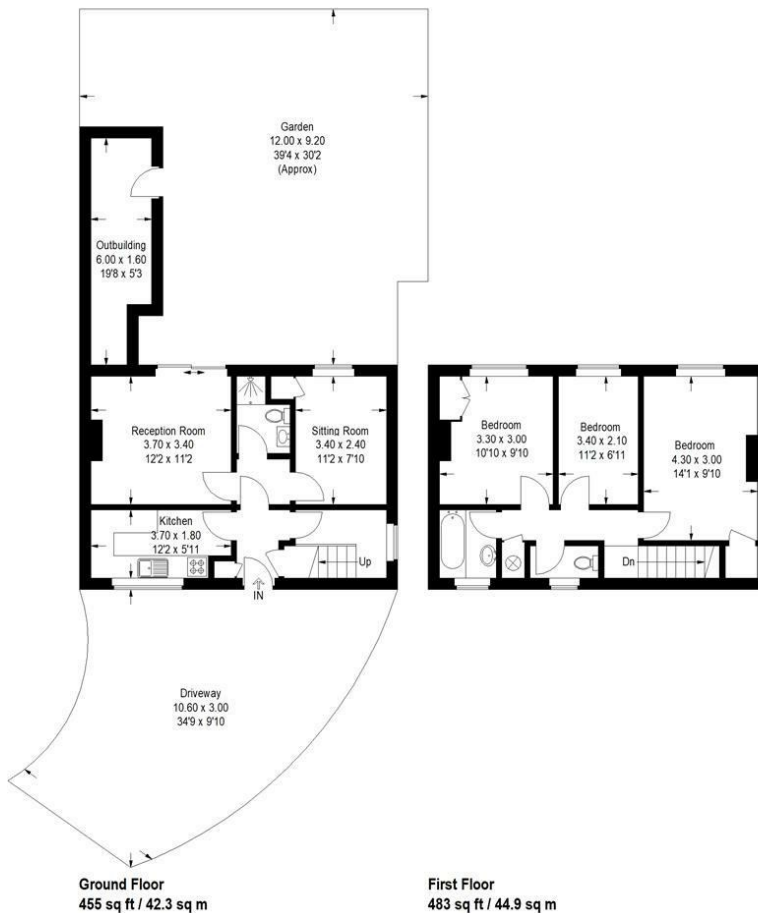 Garden
12.00 x 9.20
39'4 x 30'2
(Approx)
Outbuilding
6.00 x 1.60
19'8 x 5'3
Reception Room
3.70 x 3.40
12'2 x 11'2
Sitting Room
3.40 x 2.40
11'2 x 7'10
Kitchen
3.70 x 1.80
12'2 x 5'11
Up
IN
Driveway
10.60 x 3.00
34'9 x 9'10
Ground Floor
455 sq ft / 42.3 sq m
Bedroom
3.30 x 3.00
10'10 x 9'10
Bedroom
3.40 x 2.10
11'2 x 6'11
Bedroom
4.30 x 3.00
14'1 x 9'10
Dn
First Floor
483 sq ft / 44.9 sq m